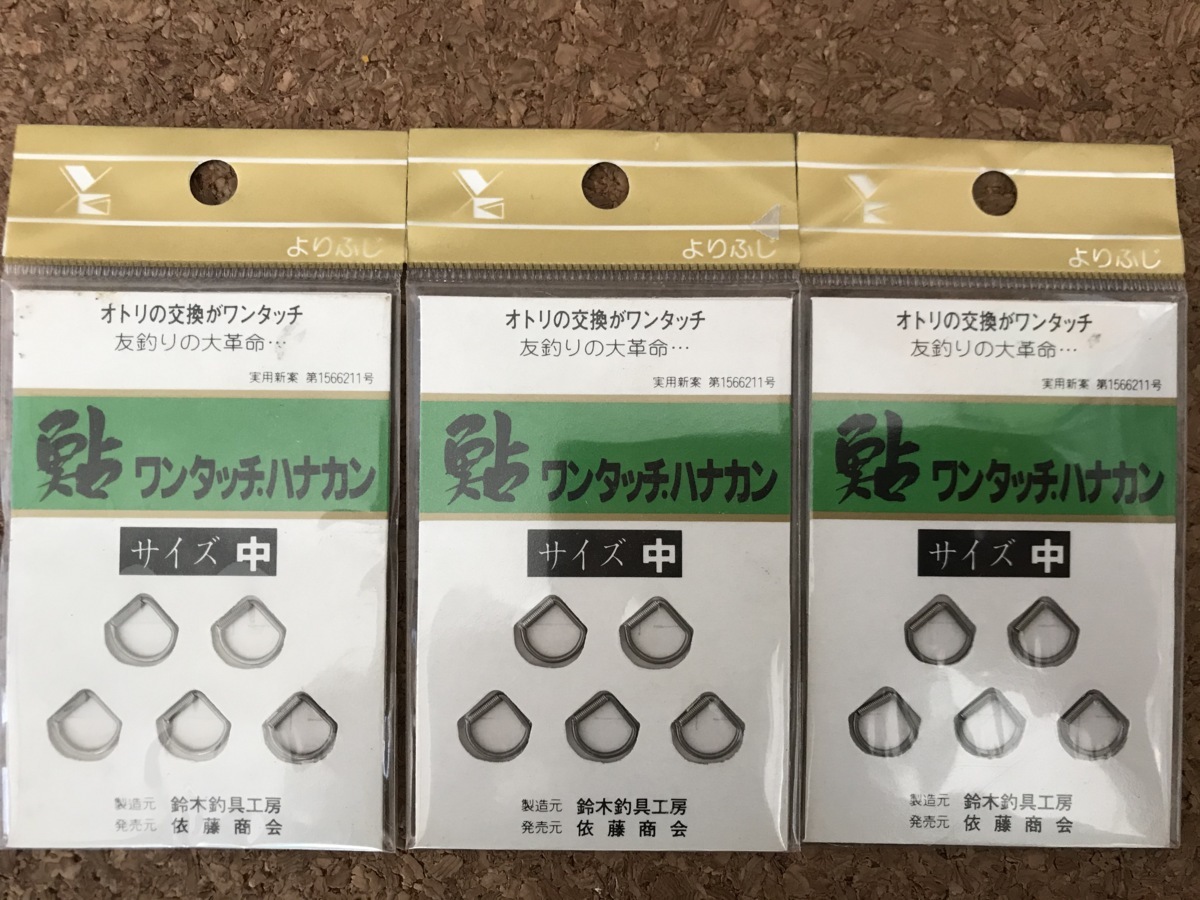 よりふじ
オトリの交換がワンタッチ
友釣りの大革命…
実用新案 第1566211号
鮎 ワンタッチハナカン
サイズ 中
製造元 鈴木釣具工房
発売元 依藤商会
よりふじ
オトリの交換がワンタッチ
友釣りの大革命…
実用新案 第1566211号
鮎 ワンタッチハナカン
サイズ 中
製造元 鈴木釣具工房
発売元 依藤商会
よりふじ
オトリの交換がワンタッチ
友釣りの大革命…
実用新案 第1566211号
鮎 ワンタッチハナカン
サイズ 中
製造元 鈴木釣具工房
発売元 依藤商会